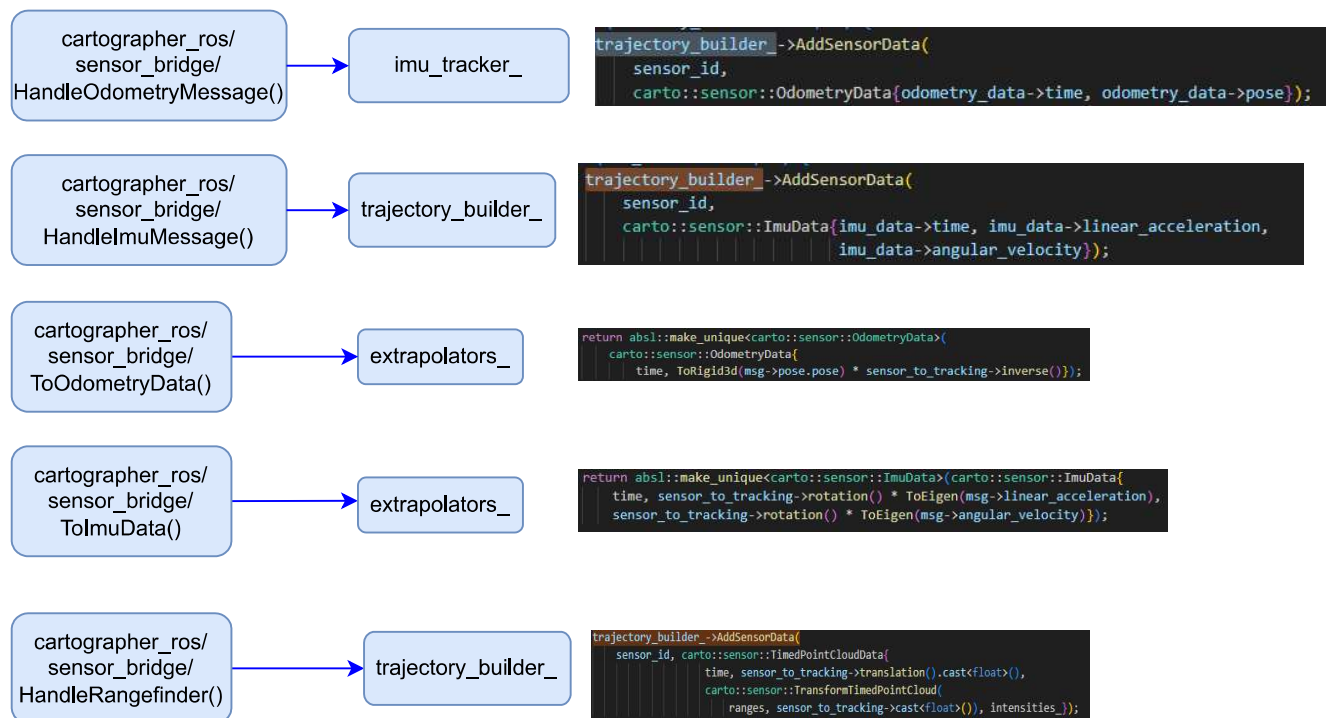 cartographer_ros/
sensor_bridge/
HandleOdometryMessage()
imu_tracker_
trajectory_builder_->AddSensorData(
sensor_id,
carto::sensor::OdometryData{odometry_data->time, odometry_data->pose});
cartographer_ros/
sensor_bridge/
HandleImuMessage()
trajectory_builder_
trajectory_builder_->AddSensorData(
sensor_id,
carto::sensor::ImuData{imu_data->time, imu_data->linear_acceleration,
imu_data->angular_velocity});
cartographer_ros/
sensor_bridge/
ToOdometryData()
extrapolators_
return absl::make_unique<carto::sensor::OdometryData>(
carto::sensor::OdometryData{
time, ToRigid3d(msg->pose.pose) * sensor_to_tracking->inverse()});
cartographer_ros/
sensor_bridge/
ToImuData()
extrapolators_
return absl::make_unique<carto::sensor::ImuData>(carto::sensor::ImuData{
time, sensor_to_tracking->rotation() * ToEigen(msg->linear_acceleration),
sensor_to_tracking->rotation() * ToEigen(msg->angular_velocity)});
cartographer_ros/
sensor_bridge/
HandleRangefinder()
trajectory_builder_
trajectory_builder_->AddSensorData(
sensor_id, carto::sensor::TimedPointCloudData{
time, sensor_to_tracking->translation().cast<float>(),
carto::sensor::TransformTimedPointCloud(
ranges, sensor_to_tracking->cast<float>()), intensities_});